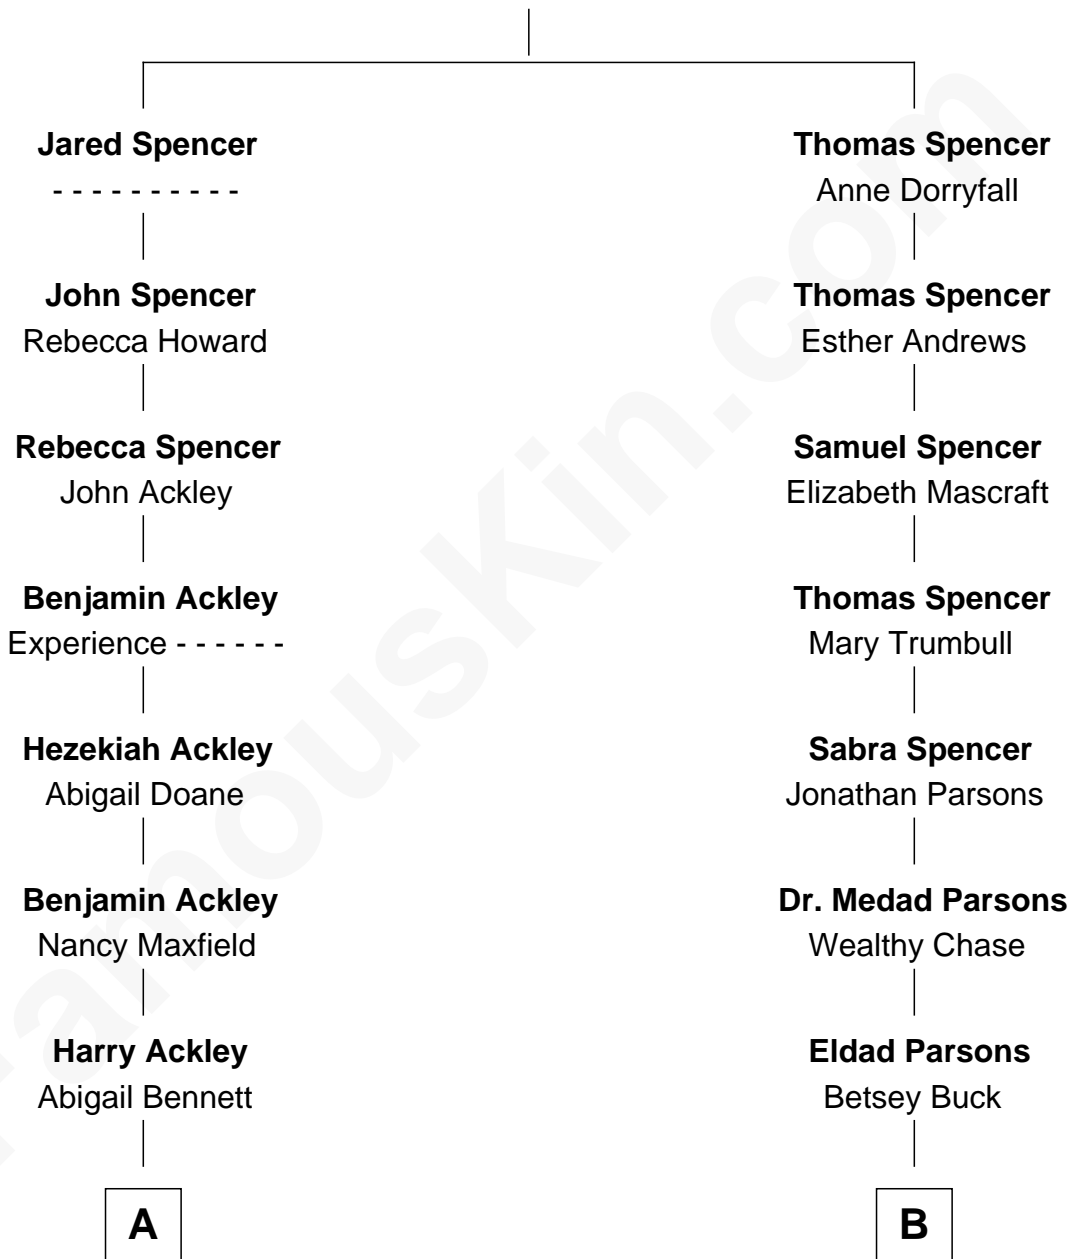 Jared Spencer
- - - - - - - - - -
John Spencer
Rebecca Howard
Rebecca Spencer
John Ackley
Benjamin Ackley
Experience - - - - - -
Hezekiah Ackley
Abigail Doane
Benjamin Ackley
Nancy Maxfield
Harry Ackley
Abigail Bennett
A
Thomas Spencer
Anne Dorryfall
Thomas Spencer
Esther Andrews
Samuel Spencer
Elizabeth Mascraft
Thomas Spencer
Mary Trumbull
Sabra Spencer
Jonathan Parsons
Dr. Medad Parsons
Wealthy Chase
Eldad Parsons
Betsey Buck
B
FamousKin.com